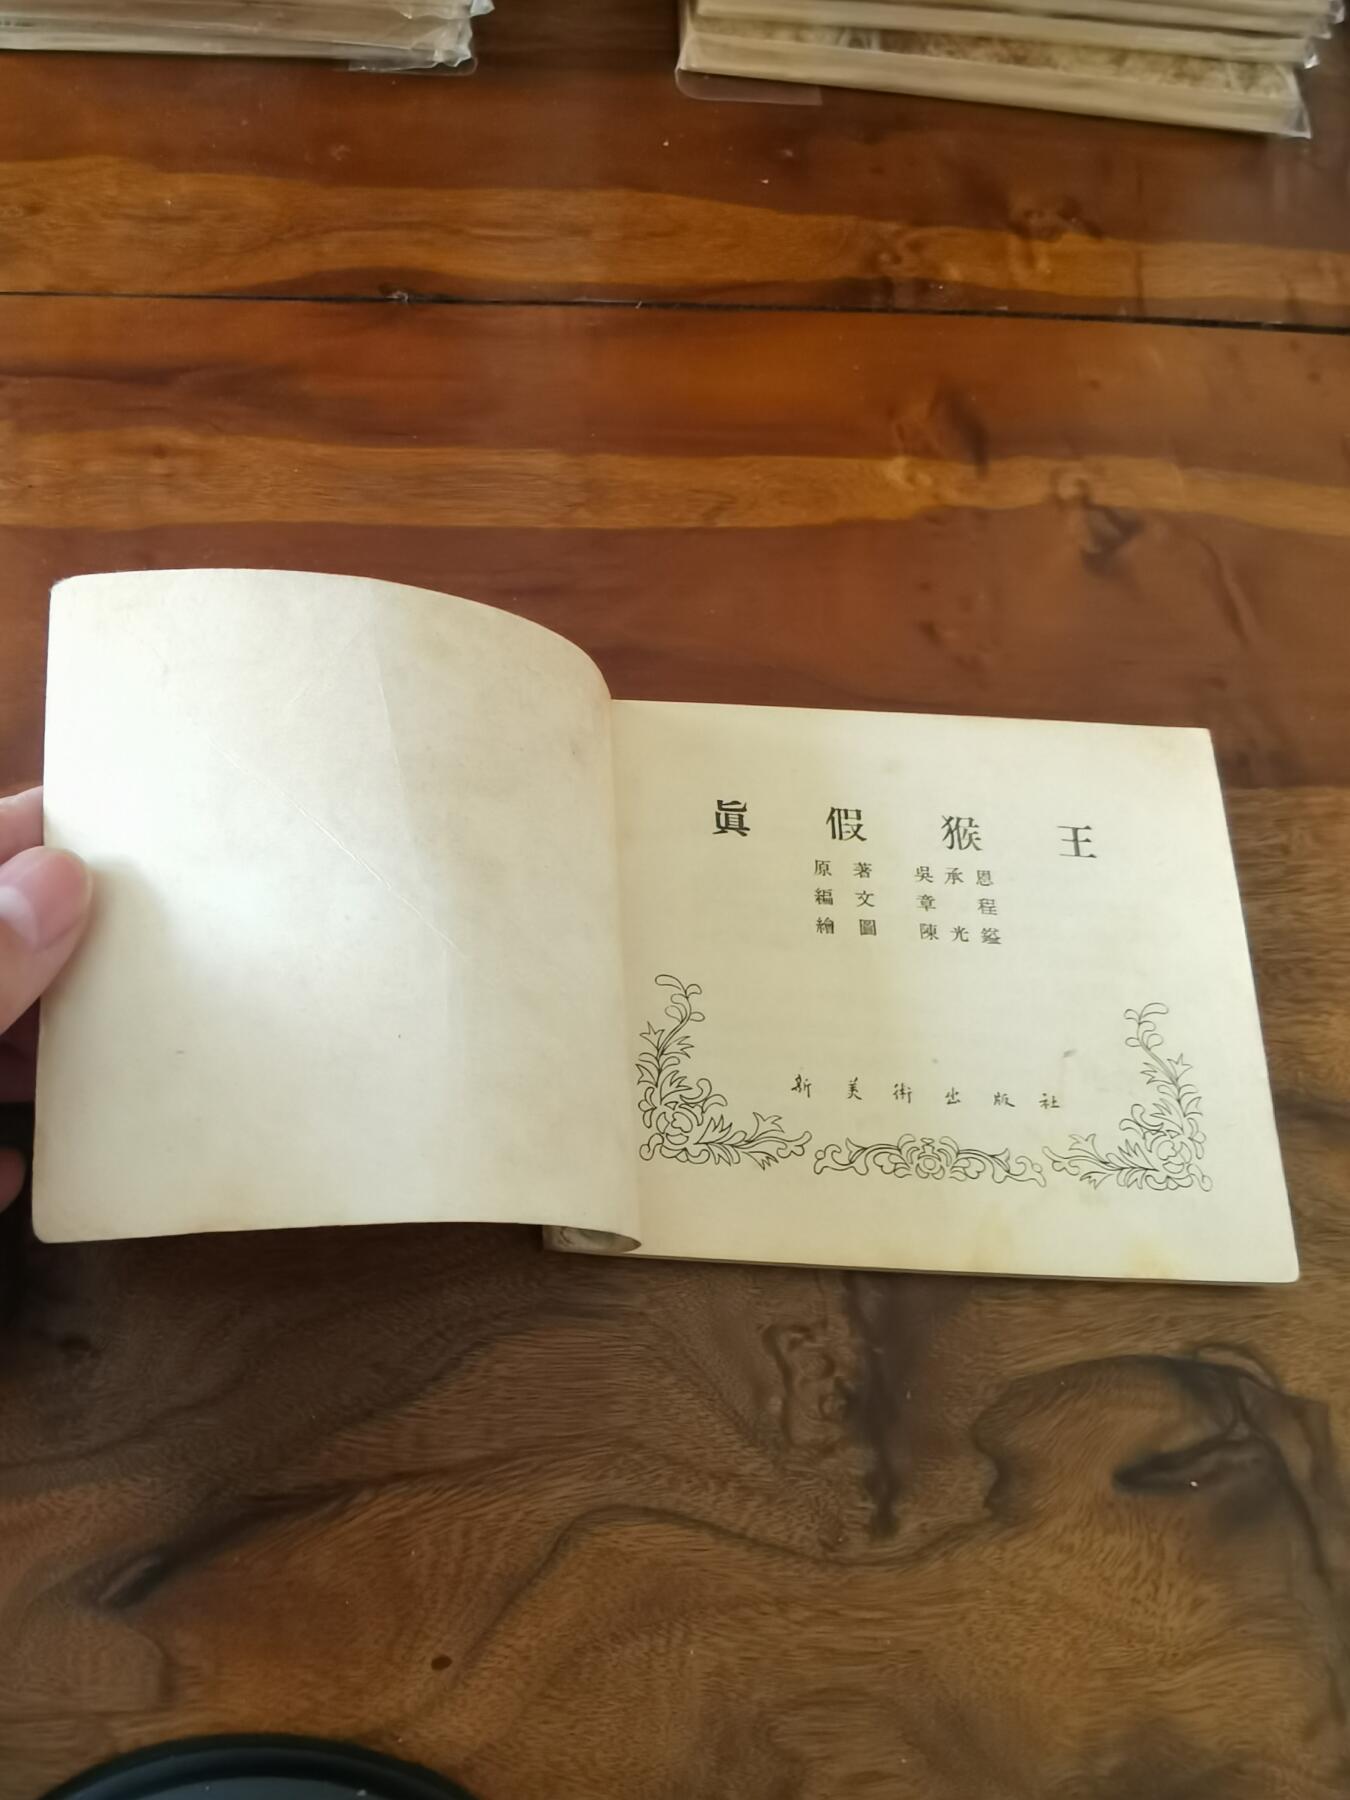 眞假猴王
原著 吳承恩
編文 章程
繪圖 陳光鎰
新美術出版社